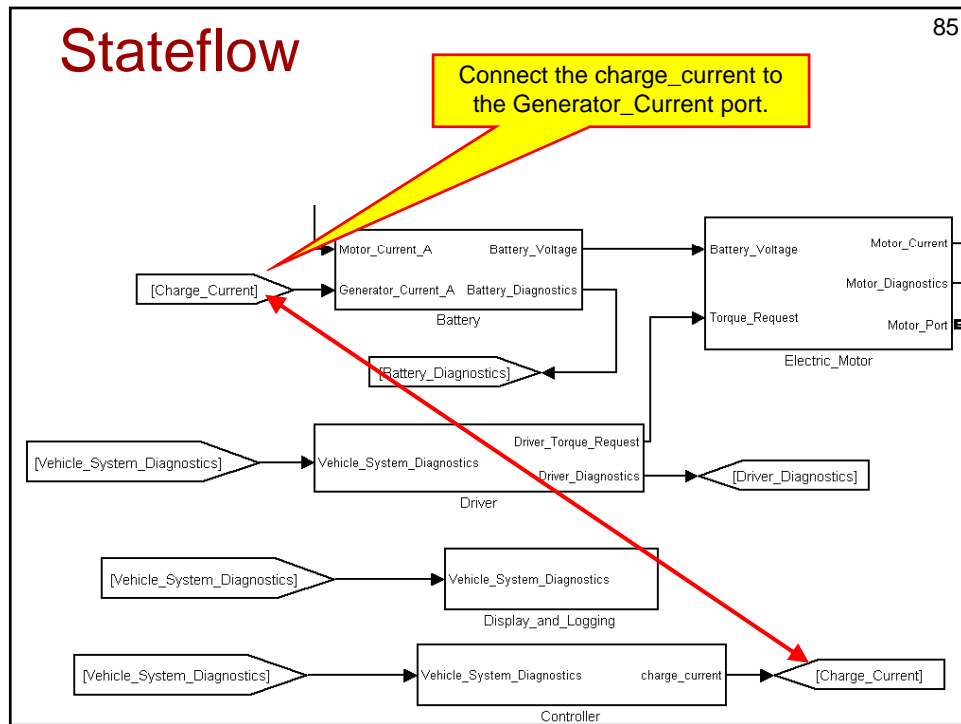 85
Stateflow
Connect the charge_current to
the Generator_Current port.
Motor_Current_A
Battery_Voltage
[Charge_Current]
Generator_Current_A
Battery_Diagnostics
Battery
Battery_Voltage
Motor_Current
Motor_Diagnostics
Torque_Request
Motor_Port
Electric_Motor
[Battery_Diagnostics]
[Vehicle_System_Diagnostics]
Vehicle_System_Diagnostics
Driver_Torque_Request
Driver_Diagnostics
Driver
[Driver_Diagnostics]
[Vehicle_System_Diagnostics]
Vehicle_System_Diagnostics
Display_and_Logging
[Vehicle_System_Diagnostics]
Vehicle_System_Diagnostics
charge_current
Controller
[Charge_Current]